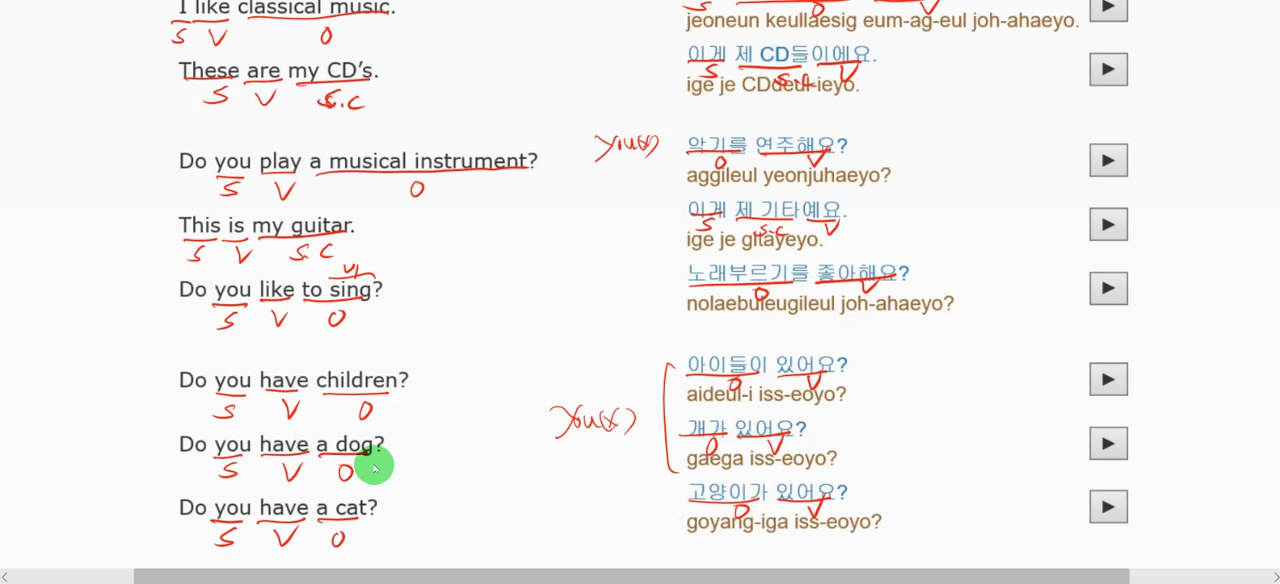 I like classical music.
S V O
S O V
jeoneun keullaesig eum-ag-eul joh-ahaeyo.
These are my CD's.
S V S.C
이게 제 CD들이에요.
S S.C V
ige je CDdeul-ieyo.
Do you play a musical instrument?
S V O
You(X)
악기를 연주해요?
O V
aggileul yeonjuhaeyo?
This is my guitar.
S V S.C
이게 제 기타예요.
S S.C V
ige je gitayeyo.
Do you like to sing?
S V O
노래부르기를 좋아해요?
O V
nolaebuleugileul joh-ahaeyo?
Do you have children?
S V O
아이들이 있어요?
O V
aideul-i iss-eoyo?
You(X)
Do you have a dog?
S V O
개가 있어요?
O V
gaega iss-eoyo?
Do you have a cat?
S V O
고양이가 있어요?
O V
goyang-iga iss-eoyo?